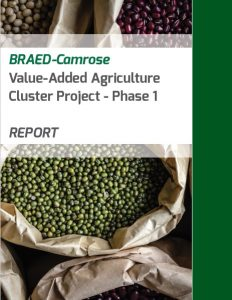 BRAED-Camrose
Value-Added Agriculture
Cluster Project - Phase 1
REPORT